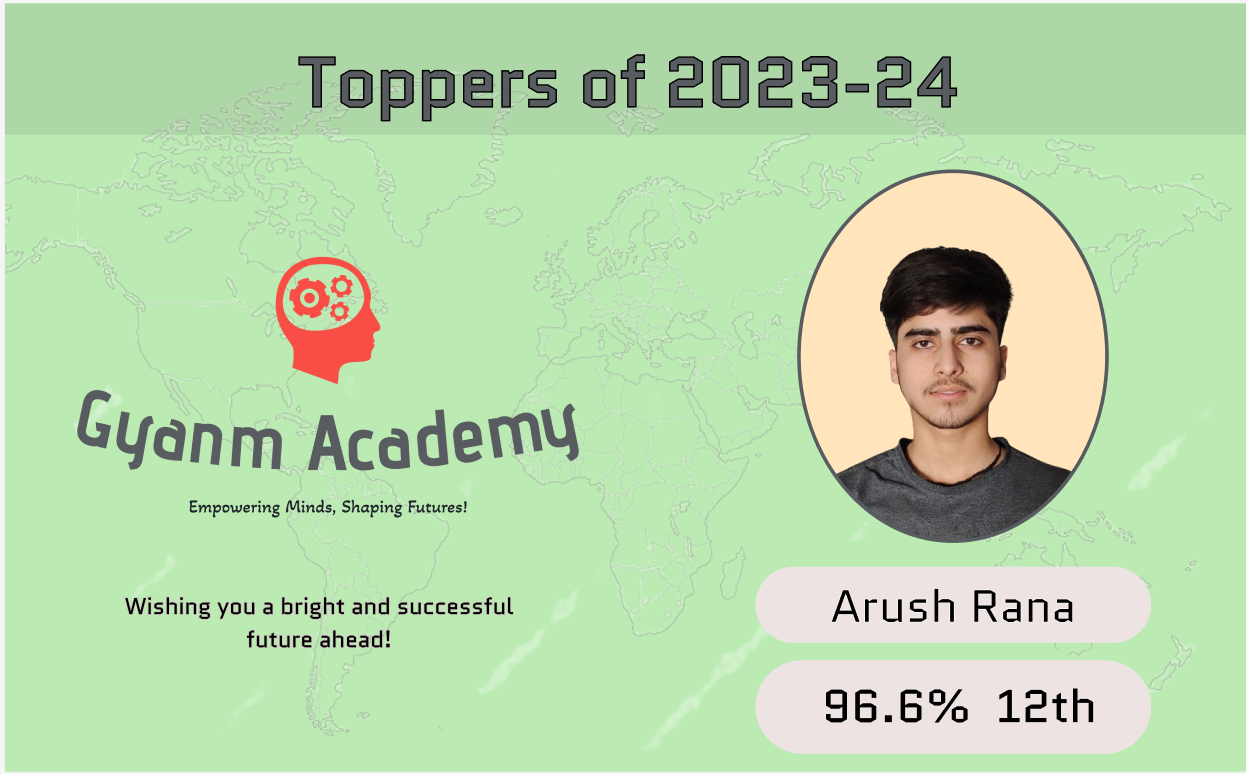 Toppers of 2023-24
Gyanm Academy
Empowering Minds, Shaping Futures!
Wishing you a bright and successful
future ahead!
Arush Rana
96.6% 12th